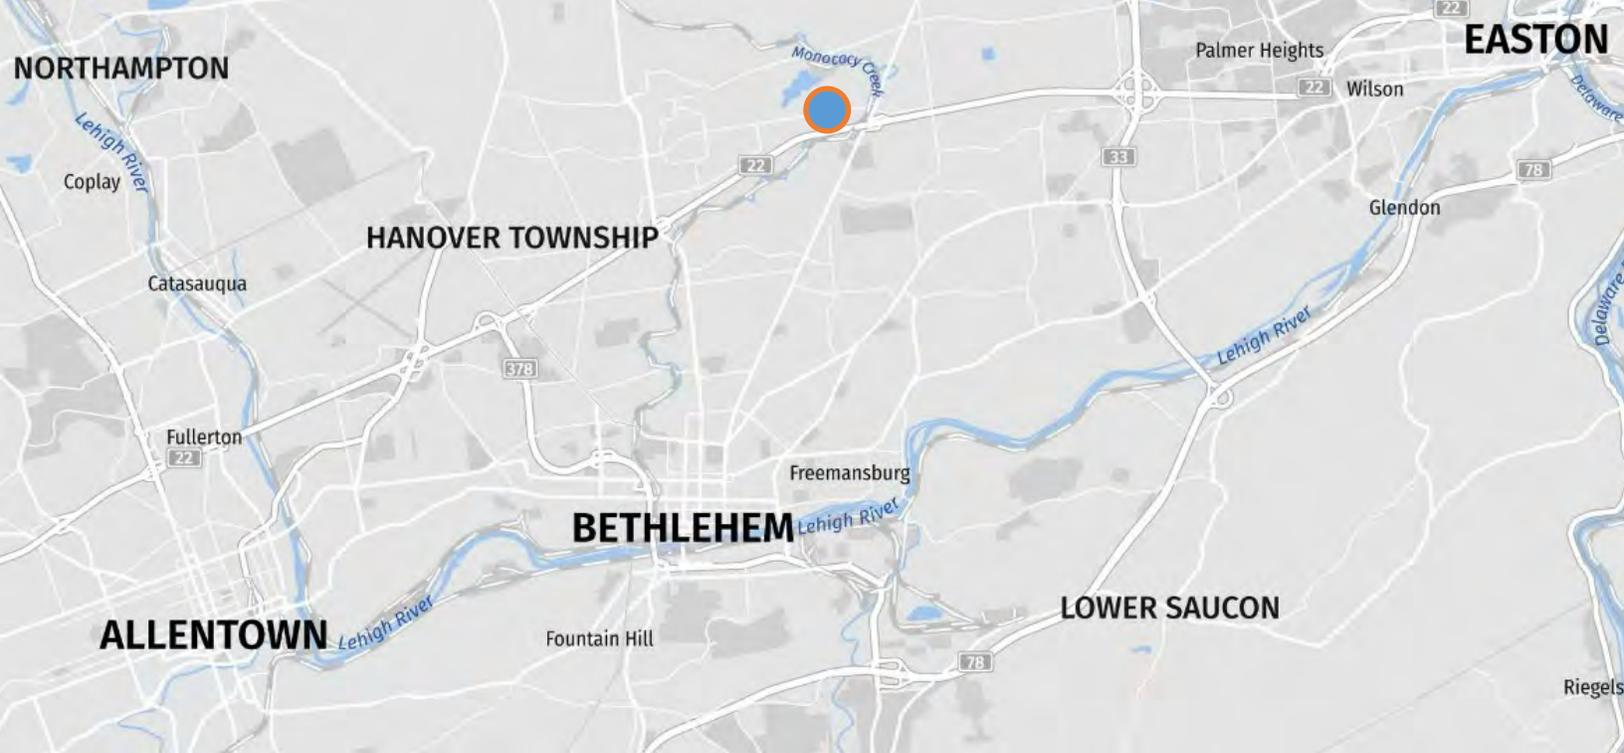 22
EASTON
Palmer Heights
Monocacy Creek
NORTHAMPTON
22
Wilson
Delaware
Lehigh River
33
22
78
Coplay
Glendon
HANOVER TOWNSHIP
Catasauqua
Delaware
Lehigh River
378
Fullerton
22
Freemansburg
BETHLEHEM
Lehigh River
LOWER SAUCON
ALLENTOWN
Lehigh River
Fountain Hill
78
Riegels